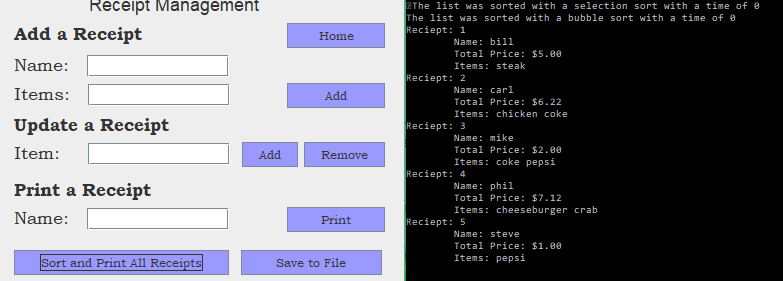 Receipt Management
Add a Receipt
Home
Name:
Items:
Add
Update a Receipt
Item:
Add
Remove
Print a Receipt
Name:
Print
Sort and Print All Receipts
Save to File
The list was sorted with a selection sort with a time of 0
The list was sorted with a bubble sort with a time of 0
Reciept: 1
Name: bill
Total Price: $5.00
Items: steak
Reciept: 2
Name: carl
Total Price: $6.22
Items: chicken coke
Reciept: 3
Name: mike
Total Price: $2.00
Items: coke pepsi
Reciept: 4
Name: phil
Total Price: $7.12
Items: cheeseburger crab
Reciept: 5
Name: steve
Total Price: $1.00
Items: pepsi